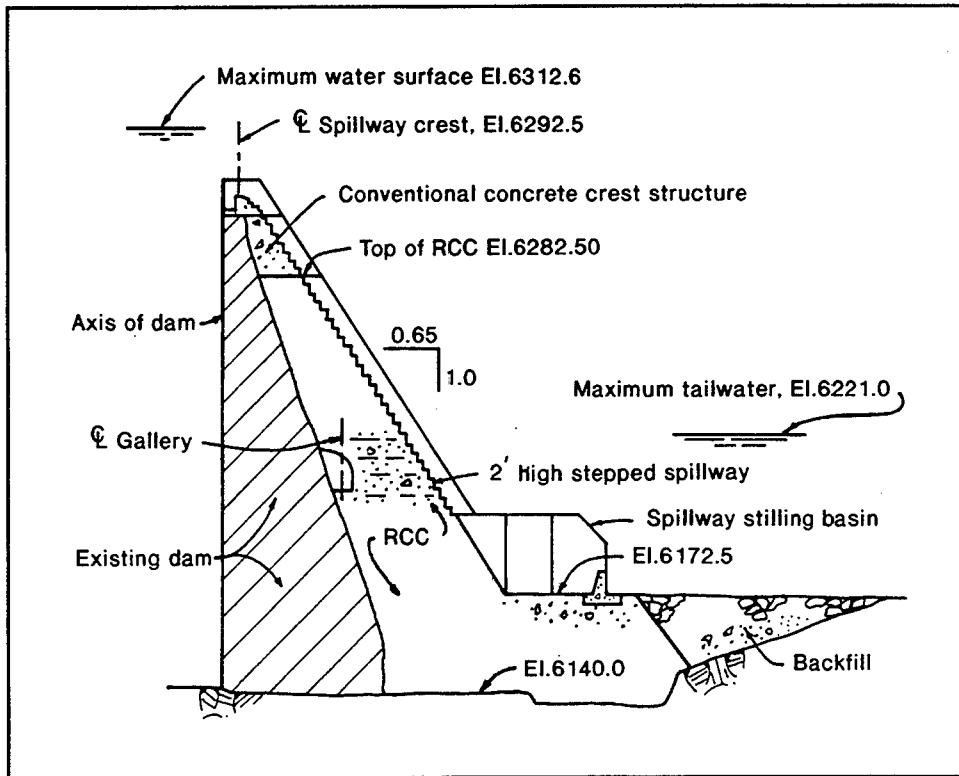 Maximum water surface El.6312.6
℄ Spillway crest, El.6292.5
Conventional concrete crest structure
Top of RCC El.6282.50
Axis of dam
0.65
1.0
Maximum tailwater, El.6221.0
℄ Gallery
2' high stepped spillway
Spillway stilling basin
RCC
Existing dam
El.6172.5
Backfill
El.6140.0